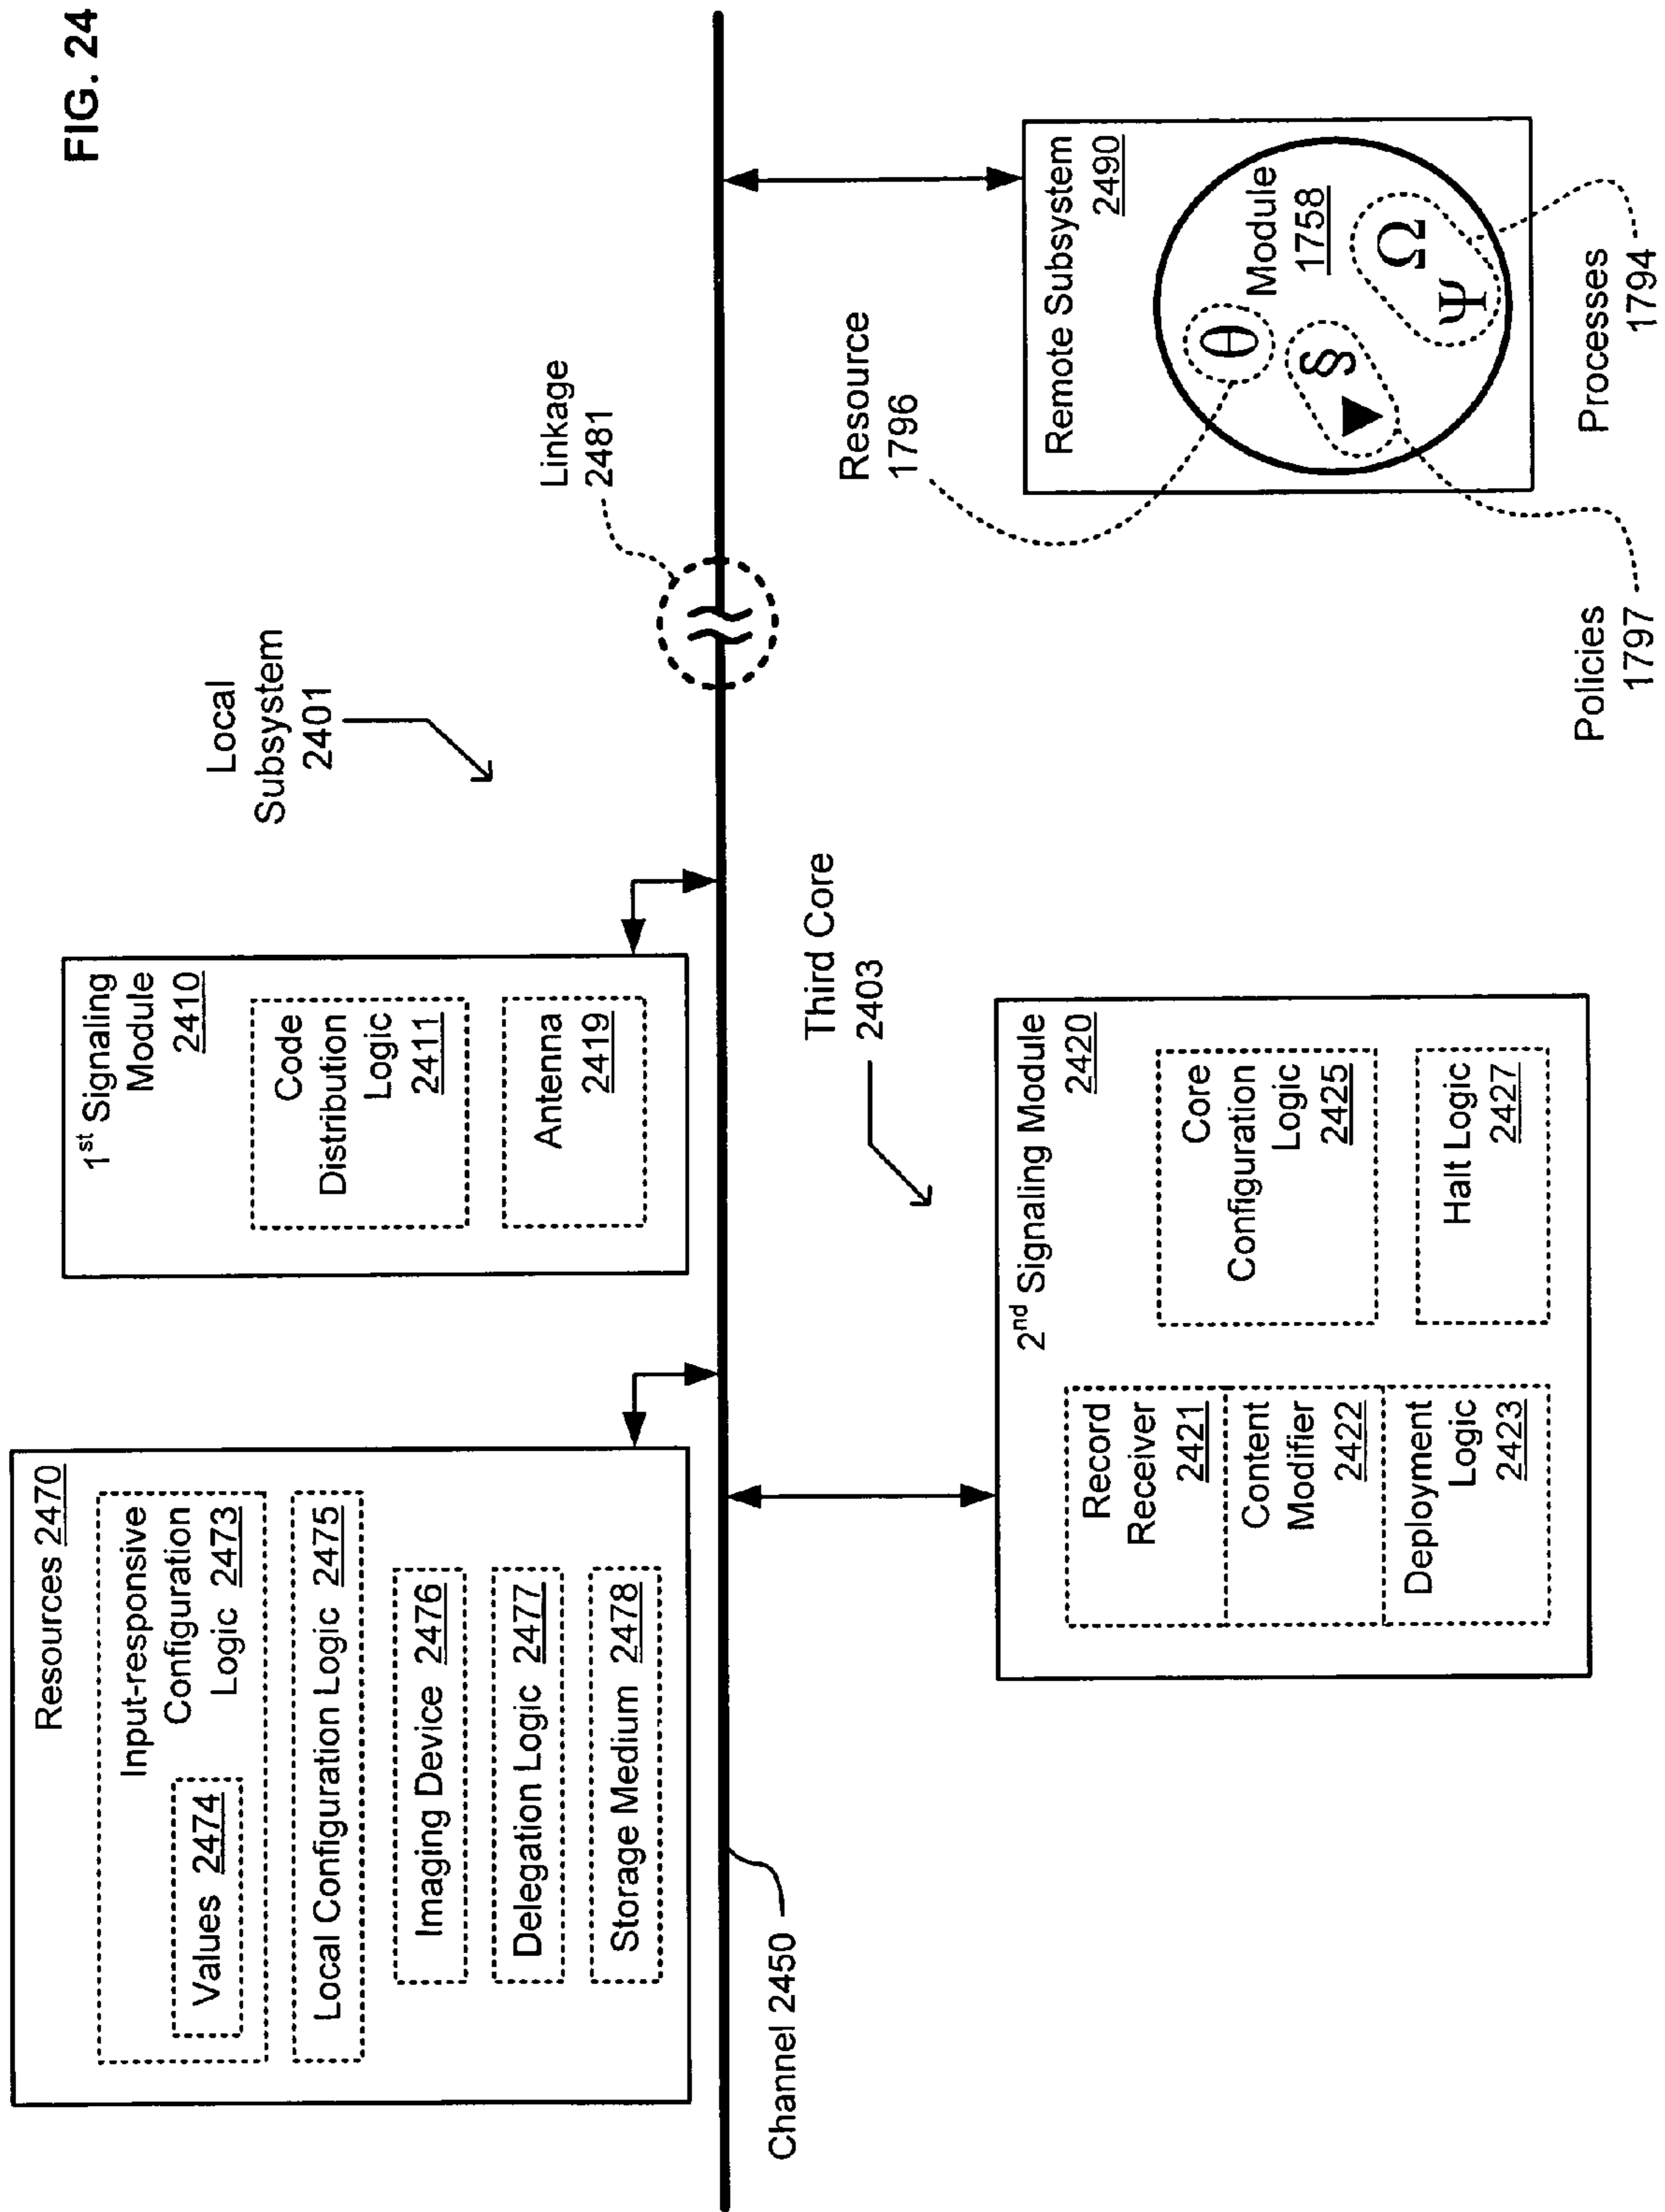 FIG. 24
Resources 2470
Input-responsive
Configuration
Logic 2473
Values 2474
Local Configuration Logic 2475
Imaging Device 2476
Delegation Logic 2477
Storage Medium 2478
1st Signaling
Module
2410
Code
Distribution
Logic
2411
Antenna
2419
Local
Subsystem
2401
Linkage
2481
Channel 2450
Third Core
2403
2nd Signaling Module
2420
Record
Receiver
2421
Content
Modifier
2422
Deployment
Logic
2423
Core
Configuration
Logic
2425
Halt Logic
2427
Resource
1796
Remote Subsystem
2490
Module
1758
θ
§
Ψ Ω
Policies
1797
Processes
1794